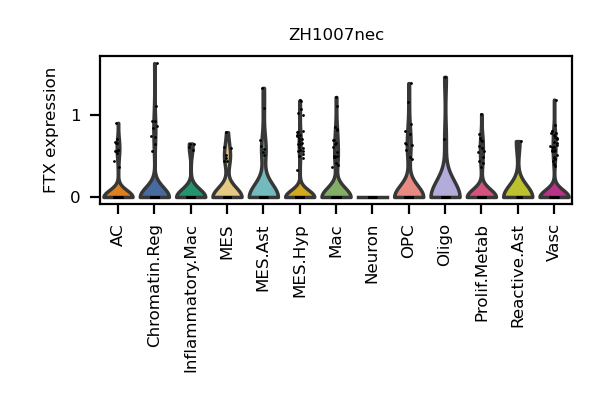 ZH1007nec
FTX expression
1
0
AC
Chromatin.Reg
Inflammatory.Mac
MES
MES.Ast
MES.Hyp
Mac
Neuron
OPC
Oligo
Prolif.Metab
Reactive.Ast
Vasc